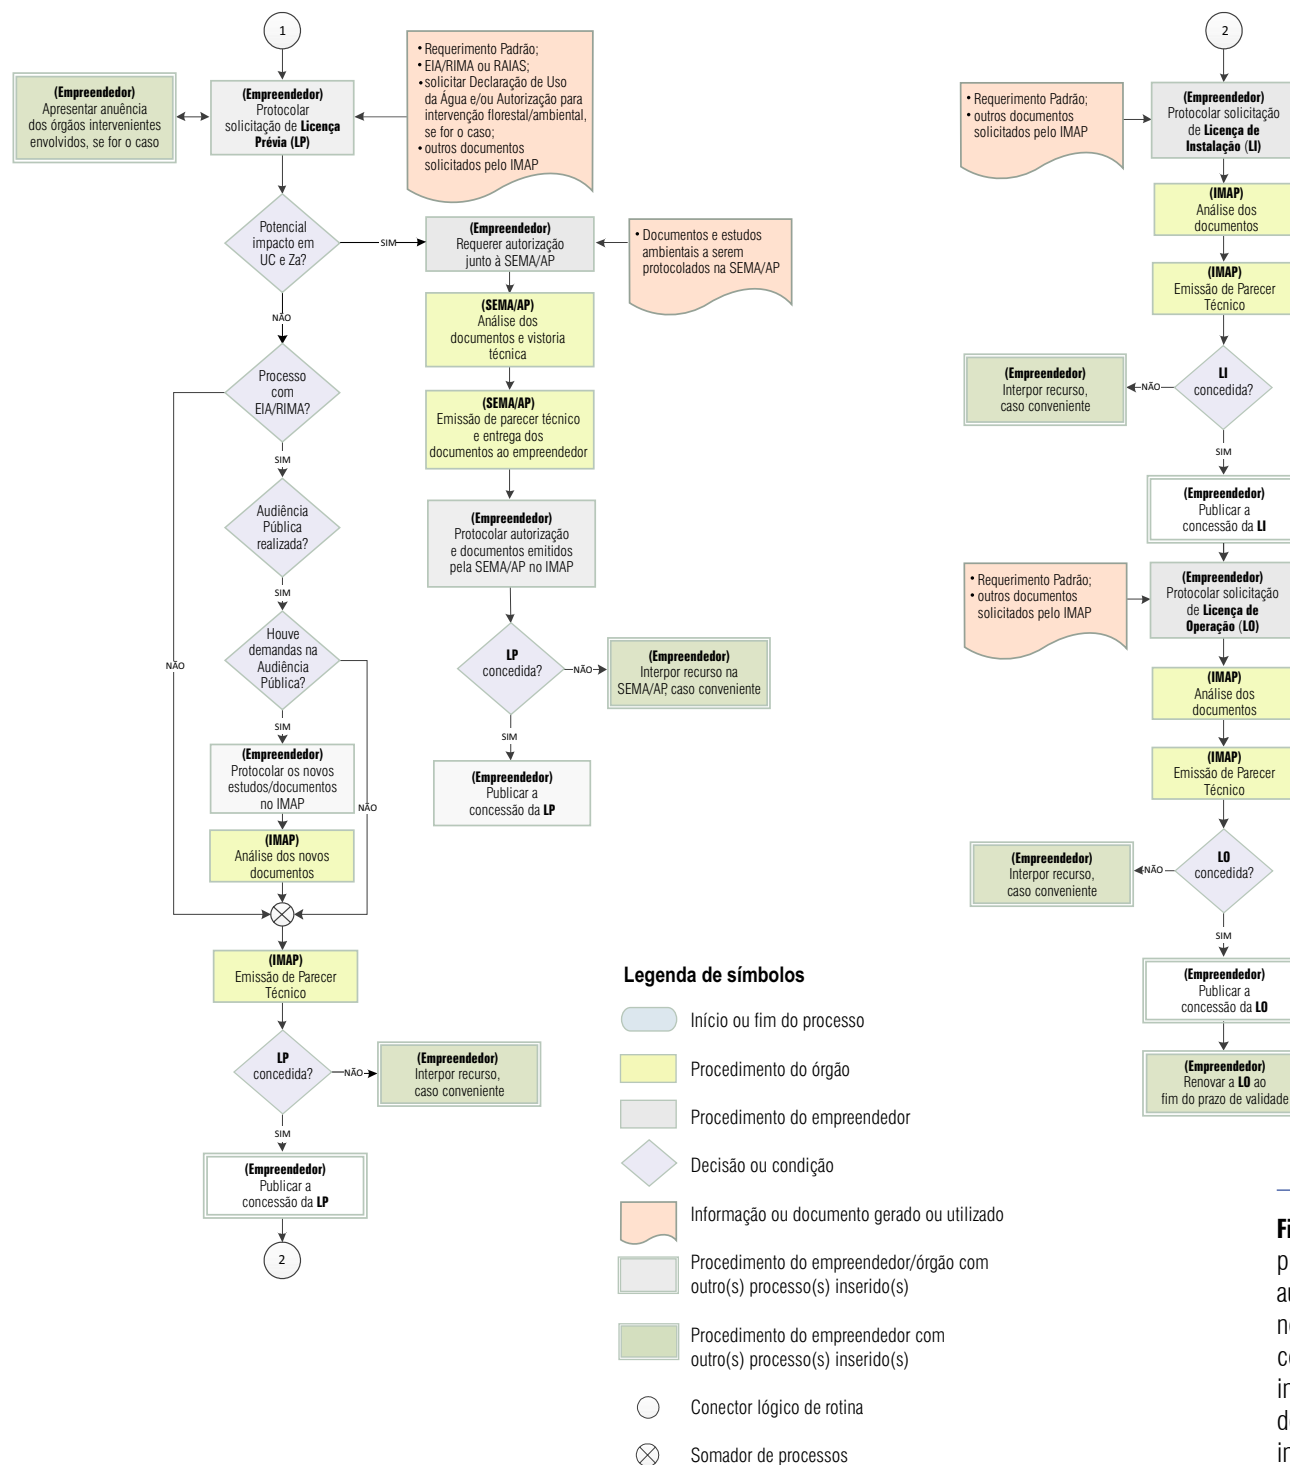 1
(Empreendedor)
Apresentar anuência
dos órgãos intervenientes
envolvidos, se for o caso
(Empreendedor)
Protocolar
solicitação de Licença
Prévia (LP)
• Requerimento Padrão;
• EIA/RIMA ou RAIAS;
• solicitar Declaração de Uso
da Água e/ou Autorização para
intervenção florestal/ambiental,
se for o caso;
• outros documentos
solicitados pelo IMAP
Potencial
impacto em
UC e Za?
SIM
(Empreendedor)
Requerer autorização
junto à SEMA/AP
• Documentos e estudos
ambientais a serem
protocolados na SEMA/AP
NÃO
(SEMA/AP)
Análise dos
documentos e vistoria
técnica
Processo
com
EIA/RIMA?
(SEMA/AP)
Emissão de parecer técnico
e entrega dos
documentos ao empreendedor
SIM
Audiência
Pública
realizada?
(Empreendedor)
Protocolar autorização
e documentos emitidos
pela SEMA/AP no IMAP
SIM
Houve
demandas na
Audiência
Pública?
NÃO
LP
concedida?
NÃO
(Empreendedor)
Interpor recurso na
SEMA/AP, caso conveniente
SIM
SIM
(Empreendedor)
Protocolar os novos
estudos/documentos
no IMAP
NÃO
(Empreendedor)
Publicar a
concessão da LP
(IMAP)
Análise dos novos
documentos
(IMAP)
Emissão de Parecer
Técnico
LP
concedida?
NÃO
(Empreendedor)
Interpor recurso,
caso conveniente
SIM
(Empreendedor)
Publicar a
concessão da LP
2
2
• Requerimento Padrão;
• outros documentos
solicitados pelo IMAP
(Empreendedor)
Protocolar solicitação
de Licença de
Instalação (LI)
(IMAP)
Análise dos
documentos
(IMAP)
Emissão de Parecer
Técnico
LI
concedida?
NÃO
(Empreendedor)
Interpor recurso,
caso conveniente
SIM
(Empreendedor)
Publicar a
concessão da LI
• Requerimento Padrão;
• outros documentos
solicitados pelo IMAP
(Empreendedor)
Protocolar solicitação
de Licença de
Operação (LO)
(IMAP)
Análise dos
documentos
(IMAP)
Emissão de Parecer
Técnico
LO
concedida?
NÃO
(Empreendedor)
Interpor recurso,
caso conveniente
SIM
(Empreendedor)
Publicar a
concessão da LO
(Empreendedor)
Renovar a LO ao
fim do prazo de validade
Legenda de símbolos
Início ou fim do processo
Procedimento do órgão
Procedimento do empreendedor
Decisão ou condição
Informação ou documento gerado ou utilizado
Procedimento do empreendedor/órgão com
outro(s) processo(s) inserido(s)
Procedimento do empreendedor com
outro(s) processo(s) inserido(s)
Conector lógico de rotina
Somador de processos